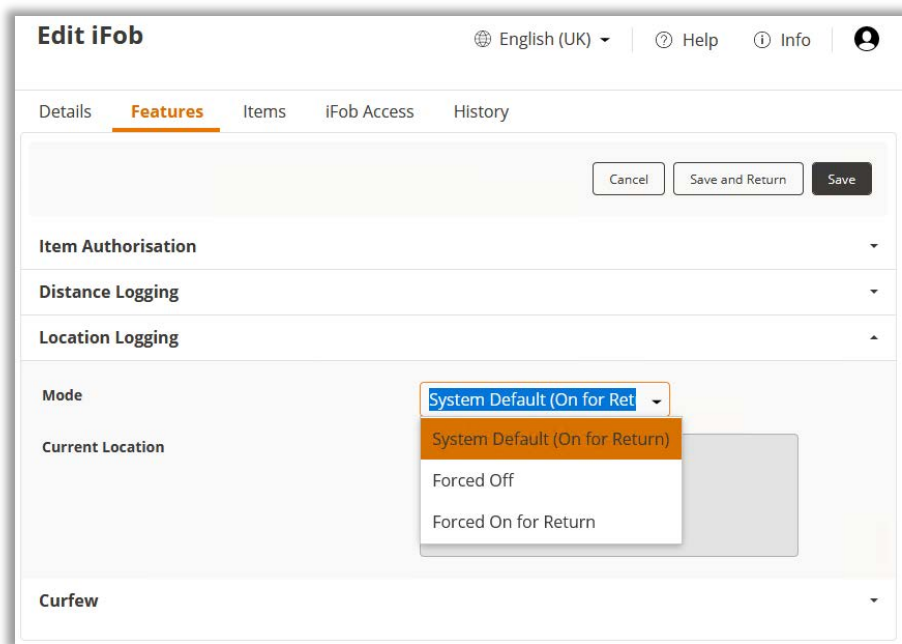 Edit iFob
English (UK) Help Info
Details Features Items iFob Access History
Cancel Save and Return Save
Item Authorisation
Distance Logging
Location Logging
Mode System Default (On for Ret
Current Location
System Default (On for Return)
Forced Off
Forced On for Return
Curfew